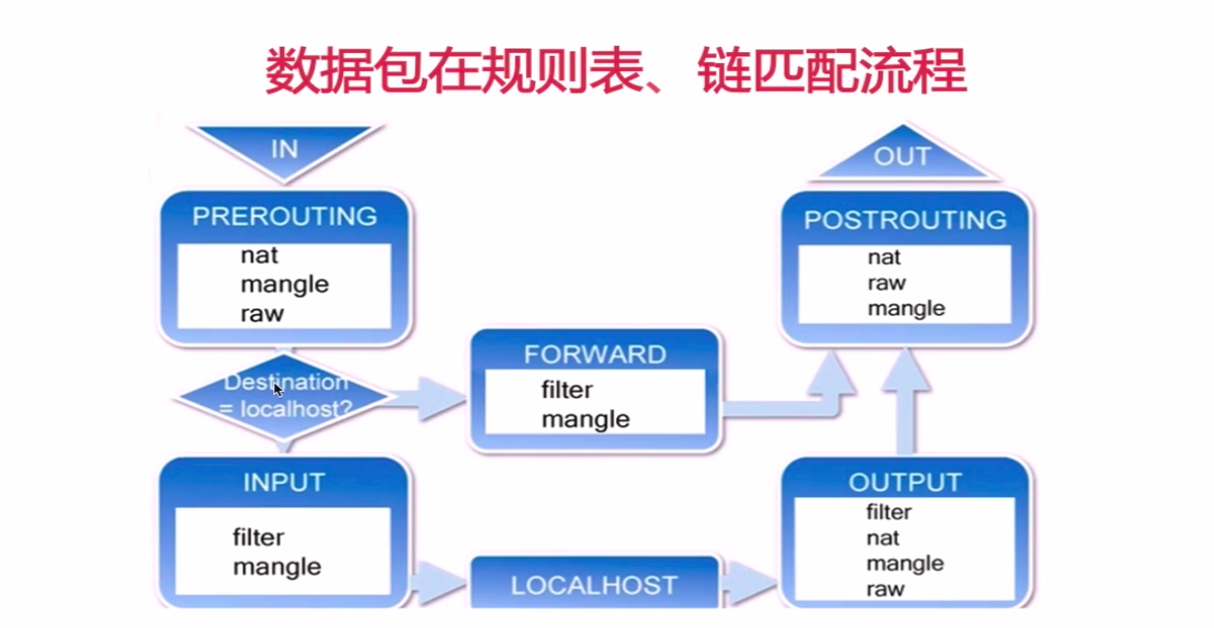 数据包在规则表、链匹配流程
IN
PREROUTING
nat
mangle
raw
Destination
= localhost?
FORWARD
filter
mangle
INPUT
filter
mangle
LOCALHOST
OUT
POSTROUTING
nat
raw
mangle
OUTPUT
filter
nat
mangle
raw